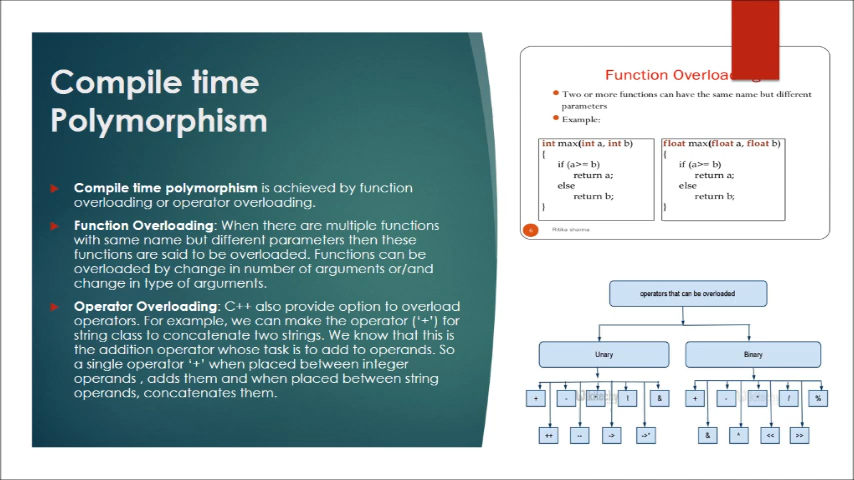 Compile time
Polymorphism
Compile time polymorphism is achieved by function
overloading or operator overloading.
Function Overloading: When there are multiple functions
with same name but different parameters then these
functions are said to be overloaded. Functions can be
overloaded by change in number of arguments or/and
change in type of arguments.
Operator Overloading: C++ also provide option to overload
operators. For example, we can make the operator (‘+’) for
string class to concatenate two strings. We know that this is
the addition operator whose task is to add to operands. So
a single operator ‘+’ when placed between integer
operands , adds them and when placed between string
operands, concatenates them.
Function
Two or more functions can have the same name but different
parameters
Example:
int max(int a, int b)
{
if (a>= b)
return a;
else
return b;
}
float max(float a, float b)
{
if (a>= b)
return a;
else
return b;
}
Ritika sharma
operators that can be overloaded
Unary
Binary
+ - ! &
++ -- -> ->*
+ - * / %
& ^ << >>